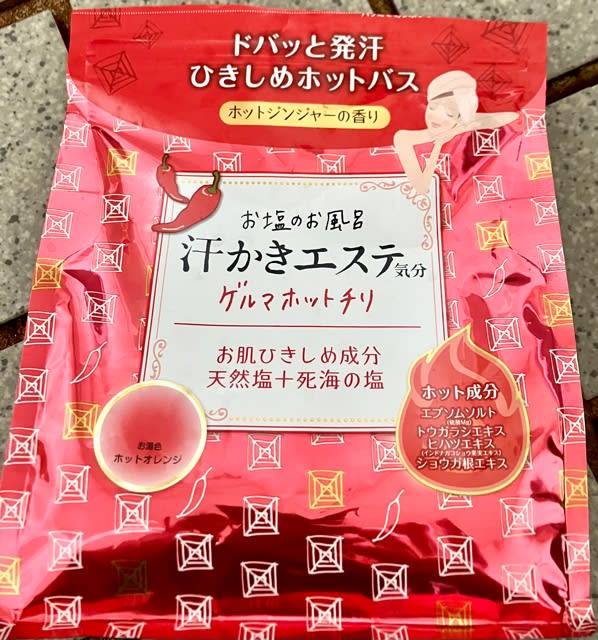 ドバッと発汗
ひきしめホットバス
ホットジンジャーの香り
お塩のお風呂
汗かきエステ気分
ゲルマホットチリ
お肌ひきしめ成分
天然塩+死海の塩
ホット成分
エプソムソルト
(硫酸Mg)
トウガラシエキス
ヒハツエキス
(インドナガコショウ果実エキス)
ショウガ根エキス
お湯色
ホットオレンジ